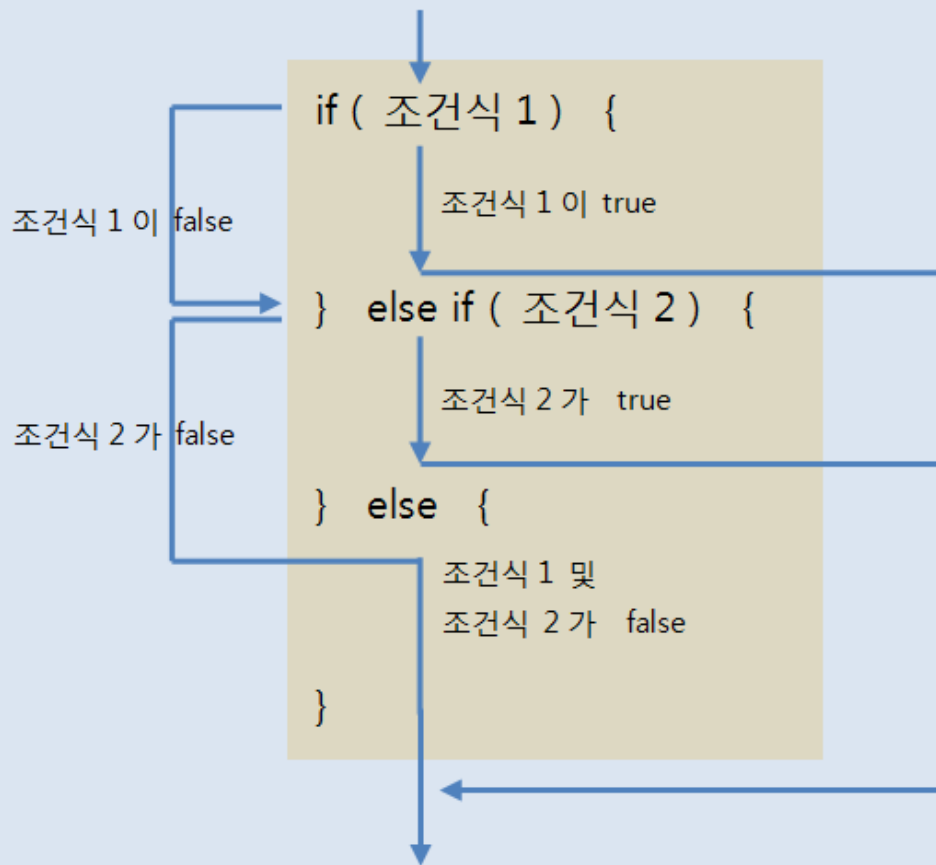 if ( 조건식 1 ) {
조건식 1 이 true
조건식 1 이 false
} else if ( 조건식 2 ) {
조건식 2 가 true
조건식 2 가 false
} else {
조건식 1 및
조건식 2 가 false
}